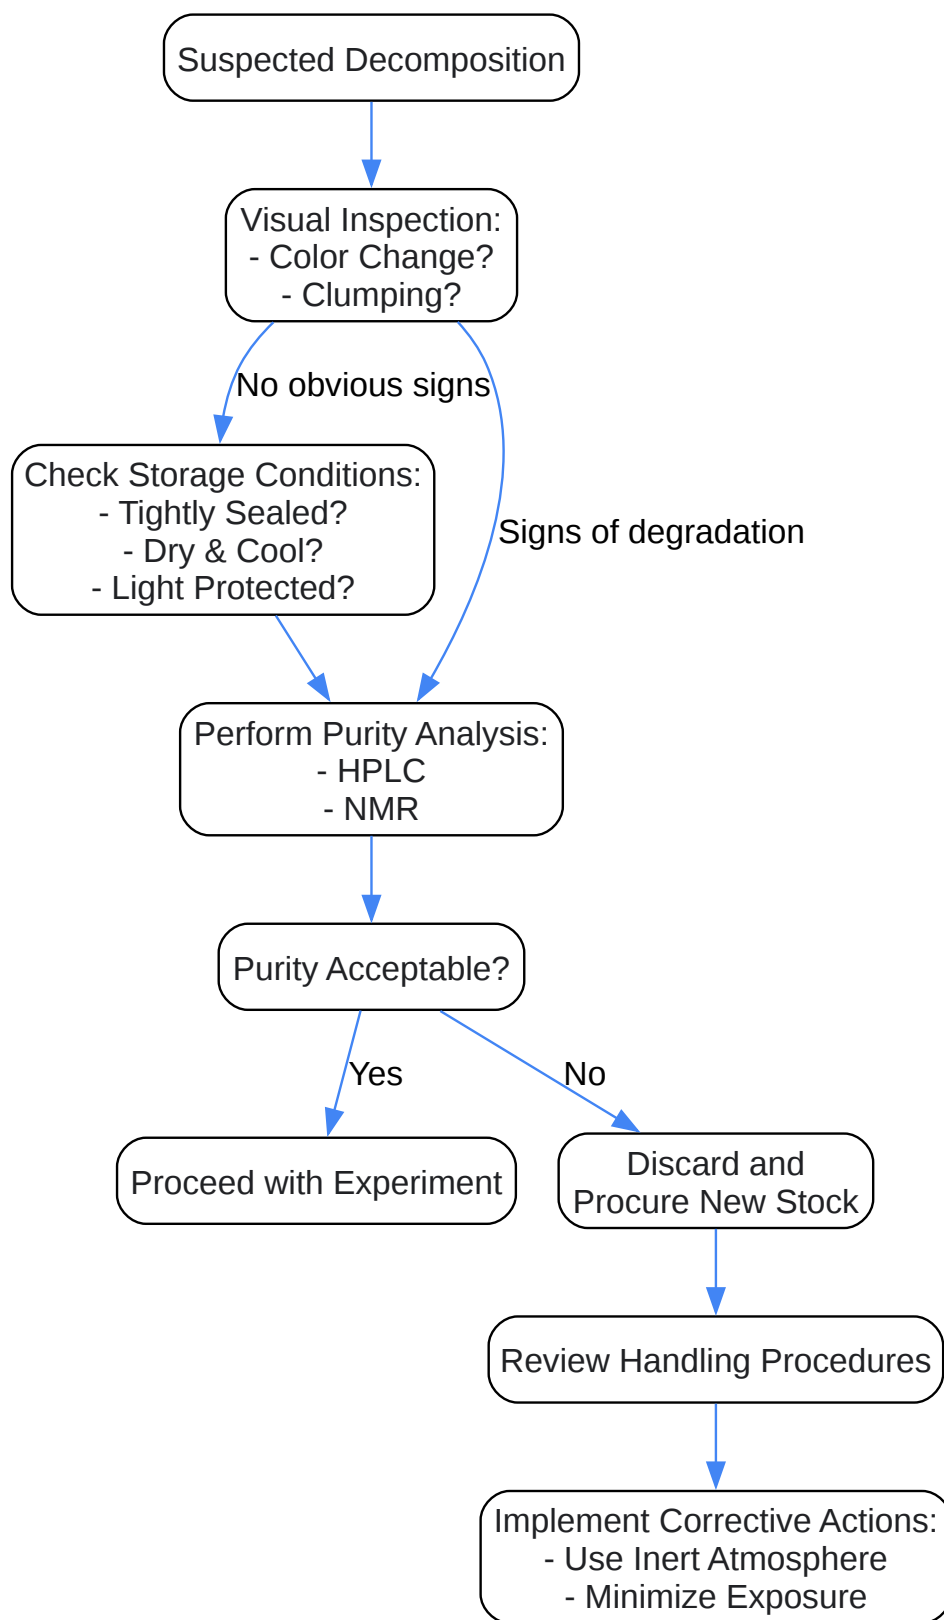 Suspected Decomposition
Visual Inspection:
- Color Change?
- Clumping?
No obvious signs
Check Storage Conditions:
- Tightly Sealed?
- Dry & Cool?
- Light Protected?
Signs of degradation
Perform Purity Analysis:
- HPLC
- NMR
Purity Acceptable?
Yes
No
Proceed with Experiment
Discard and
Procure New Stock
Review Handling Procedures
Implement Corrective Actions:
- Use Inert Atmosphere
- Minimize Exposure